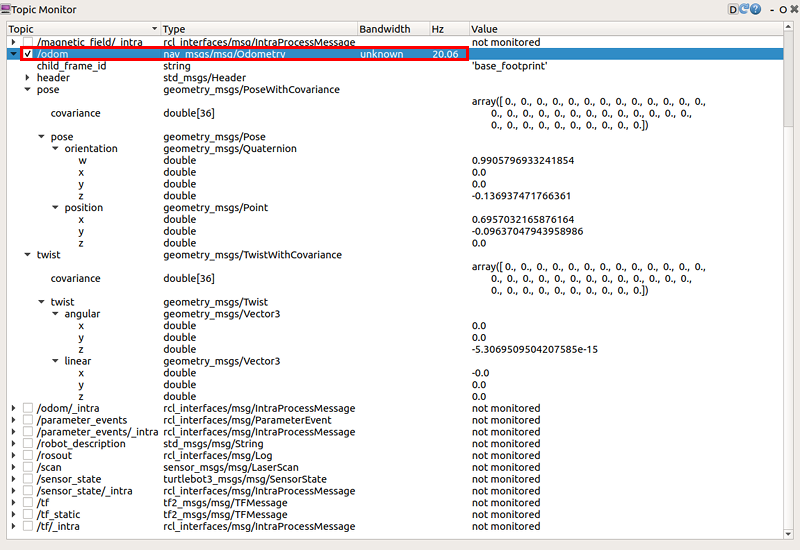 Topic Monitor D - O
Topic Type Bandwidth Hz Value
/magnetic_field/_intra rcl_interfaces/msg/IntraProcessMessage not monitored
/odom nav_msgs/msg/Odometry unknown 20.06
child_frame_id string 'base_footprint'
header std_msgs/Header
pose geometry_msgs/PoseWithCovariance
array([ 0., 0., 0., 0., 0., 0., 0., 0., 0., 0., 0., 0., 0.,
covariance double[36] 0., 0., 0., 0., 0., 0., 0., 0., 0., 0., 0., 0.,
0., 0., 0., 0., 0., 0., 0., 0., 0., 0., 0.])
pose geometry_msgs/Pose
orientation geometry_msgs/Quaternion
w double 0.9905796933241854
x double 0.0
y double 0.0
z double -0.136937471766361
position geometry_msgs/Point
x double 0.6957032165876164
y double -0.09637047943958986
z double 0.0
twist geometry_msgs/TwistWithCovariance
array([ 0., 0., 0., 0., 0., 0., 0., 0., 0., 0., 0., 0., 0.,
covariance double[36] 0., 0., 0., 0., 0., 0., 0., 0., 0., 0., 0., 0.,
0., 0., 0., 0., 0., 0., 0., 0., 0., 0., 0.])
twist geometry_msgs/Twist
angular geometry_msgs/Vector3
x double 0.0
y double 0.0
z double -5.3069509504207585e-15
linear geometry_msgs/Vector3
x double -0.0
y double 0.0
z double 0.0
/odom/_intra rcl_interfaces/msg/IntraProcessMessage not monitored
/parameter_events rcl_interfaces/msg/ParameterEvent not monitored
/parameter_events/_intra rcl_interfaces/msg/IntraProcessMessage not monitored
/robot_description std_msgs/msg/String not monitored
/rosout rcl_interfaces/msg/Log not monitored
/scan sensor_msgs/msg/LaserScan not monitored
/sensor_state turtlebot3_msgs/msg/SensorState not monitored
/sensor_state/_intra rcl_interfaces/msg/IntraProcessMessage not monitored
/tf tf2_msgs/msg/TFMessage not monitored
/tf_static tf2_msgs/msg/TFMessage not monitored
/tf/_intra rcl_interfaces/msg/IntraProcessMessage not monitored